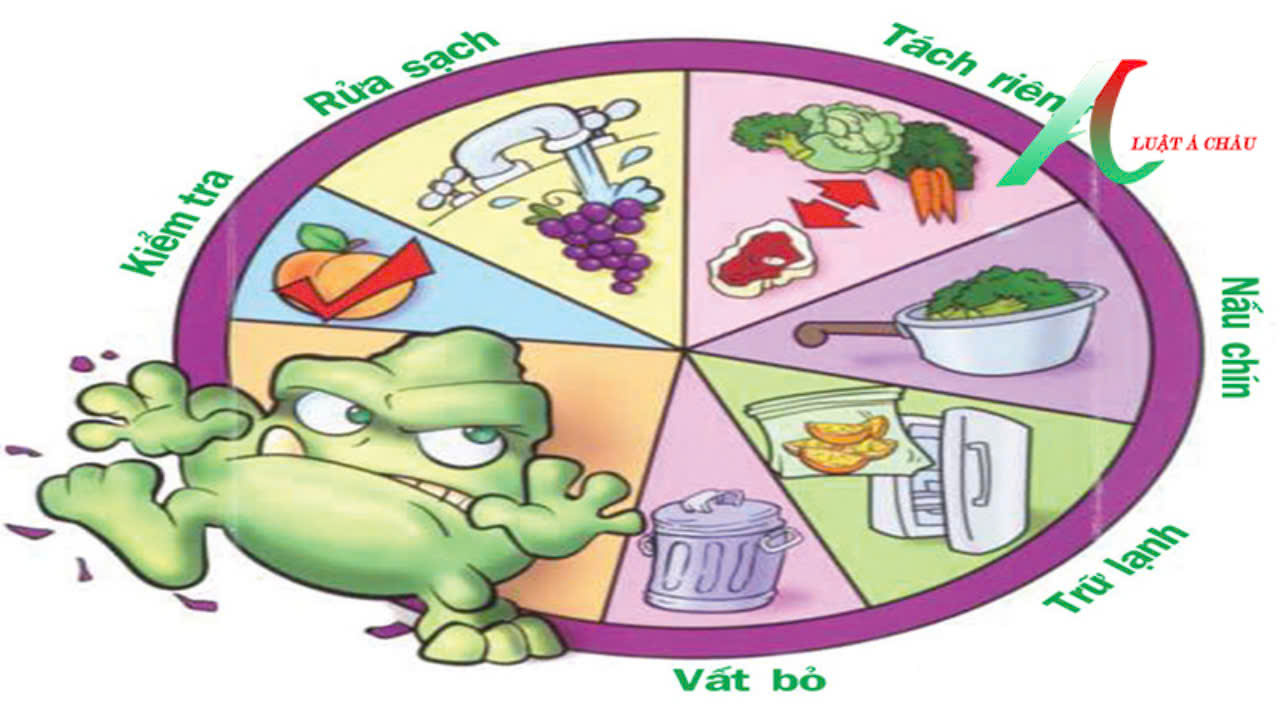 Kiểm tra
Rửa sạch
Tách riêng
LUẬT Á CHÂU
Nấu chín
Trữ lạnh
Vất bỏ